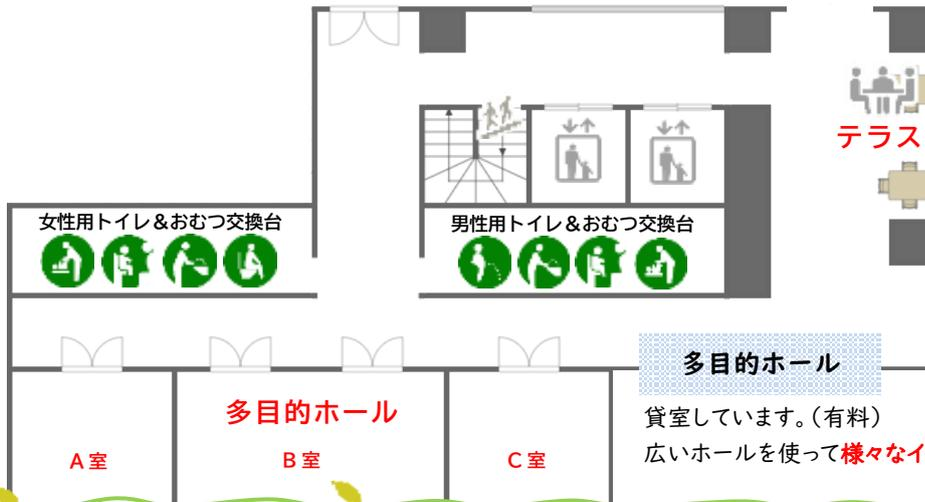 テラス
女性用トイレ＆おむつ交換台
男性用トイレ＆おむつ交換台
多目的ホール
A室
B室
C室
多目的ホール
貸室しています。（有料）
広いホールを使って様々なイ